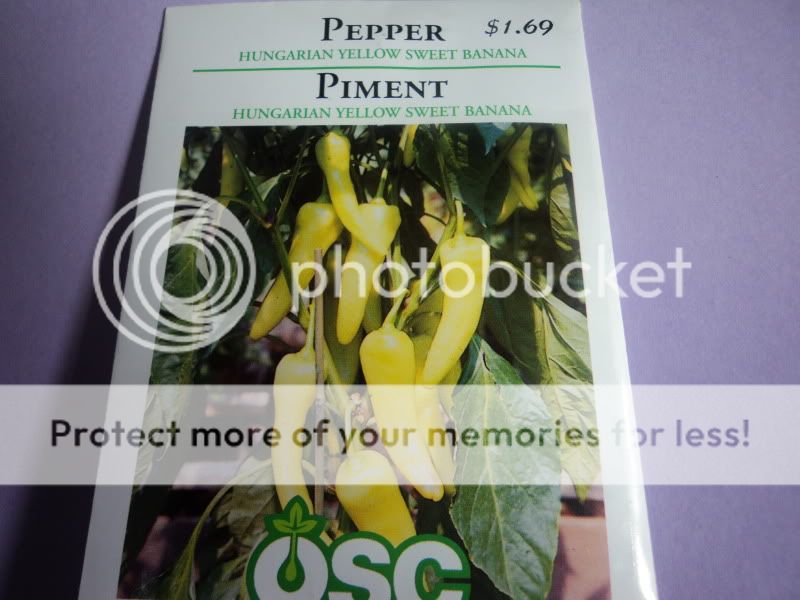 PEPPER $1.69
HUNGARIAN YELLOW SWEET BANANA
PIMENT
HUNGARIAN YELLOW SWEET BANANA
photobucket
Protect more of your memories for less!
OSC